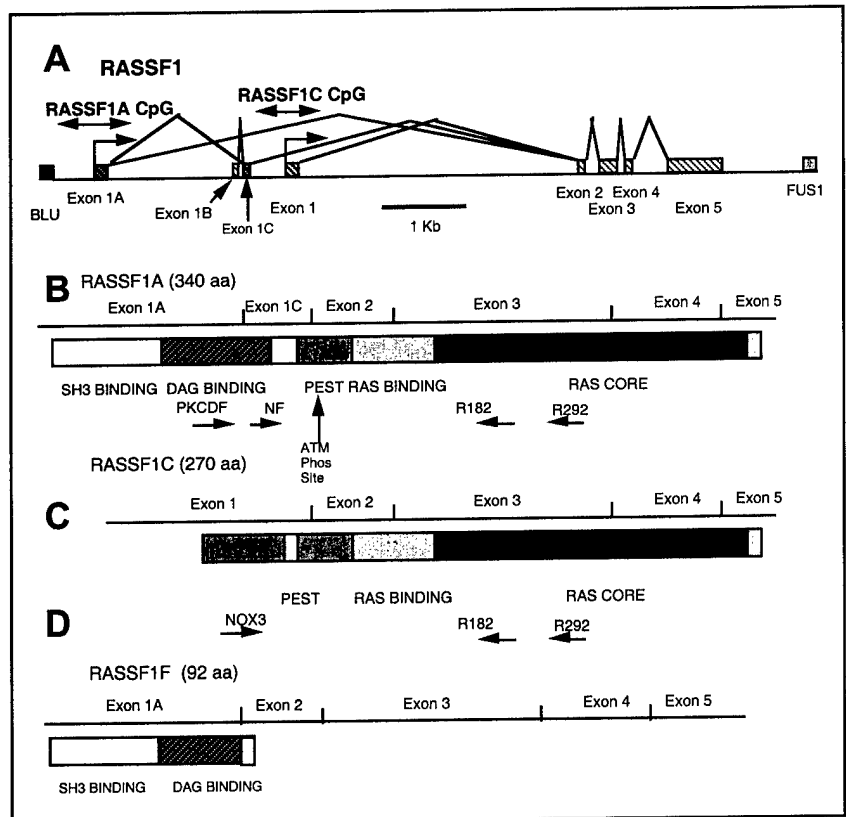 A RASSF1
RASSF1A CpG
RASSF1C CpG
BLU
Exon 1A
Exon 1B
Exon 1C
Exon 1
1 Kb
Exon 2
Exon 3
Exon 4
Exon 5
FUS1
B RASSF1A (340 aa)
Exon 1A Exon 1C Exon 2 Exon 3 Exon 4 Exon 5
SH3 BINDING DAG BINDING PEST RAS BINDING RAS CORE
PKCDF NF R182 R292
ATM
Phos
Site
RASSF1C (270 aa)
C
Exon 1 Exon 2 Exon 3 Exon 4 Exon 5
PEST RAS BINDING RAS CORE
NOX3 R182 R292
D
RASSF1F (92 aa)
Exon 1A Exon 2 Exon 3 Exon 4 Exon 5
SH3 BINDING DAG BINDING